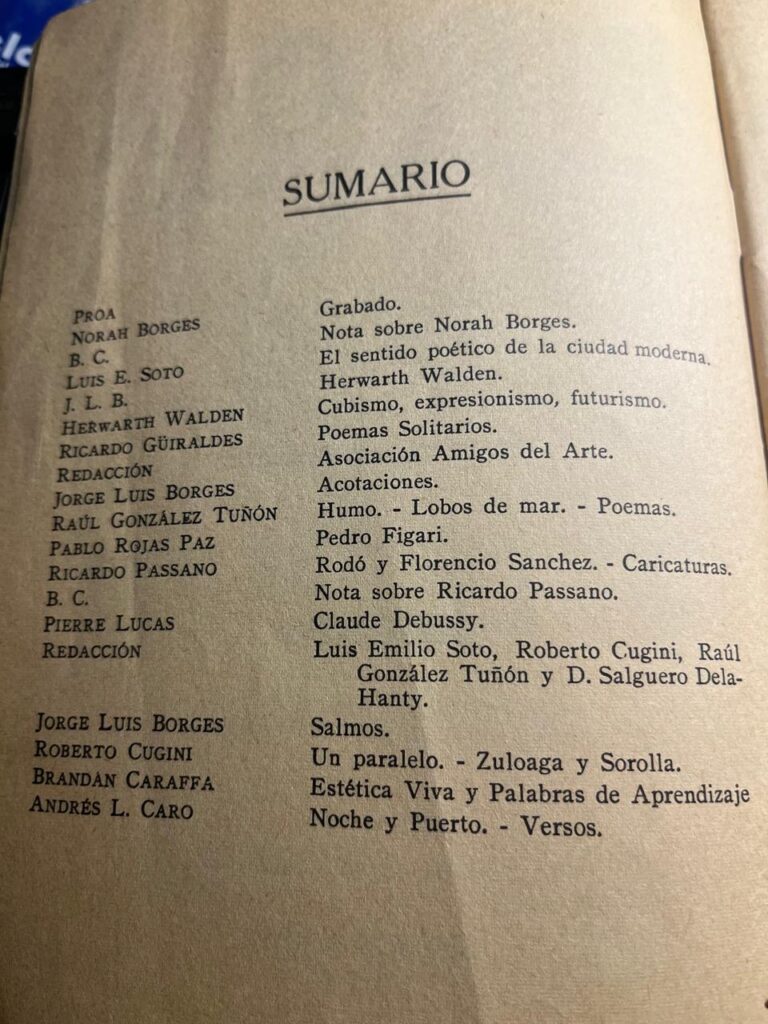 SUMARIO
PROA
NORAH BORGES Grabado.
B. C. Nota sobre Norah Borges.
LUIS E. SOTO El sentido poético de la ciudad moderna.
J. L. B. Herwarth Walden.
HERWARTH WALDEN Cubismo, expresionismo, futurismo.
RICARDO GÜIRALDES Poemas Solitarios.
REDACCIÓN Asociación Amigos del Arte.
JORGE LUIS BORGES Acotaciones.
RAÚL GONZÁLEZ TUÑÓN Humo. - Lobos de mar. - Poemas.
PABLO ROJAS PAZ Pedro Figari.
RICARDO PASSANO Rodó y Florencio Sanchez. - Caricaturas.
B. C. Nota sobre Ricardo Passano.
PIERRE LUCAS Claude Debussy.
REDACCIÓN Luis Emilio Soto, Roberto Cugini, Raúl
González Tuñón y D. Salguero Dela-
Hanty.
JORGE LUIS BORGES Salmos.
ROBERTO CUGINI Un paralelo. - Zuloaga y Sorolla.
BRANDÁN CARAFFA Estética Viva y Palabras de Aprendizaje
ANDRÉS L. CARO Noche y Puerto. - Versos.